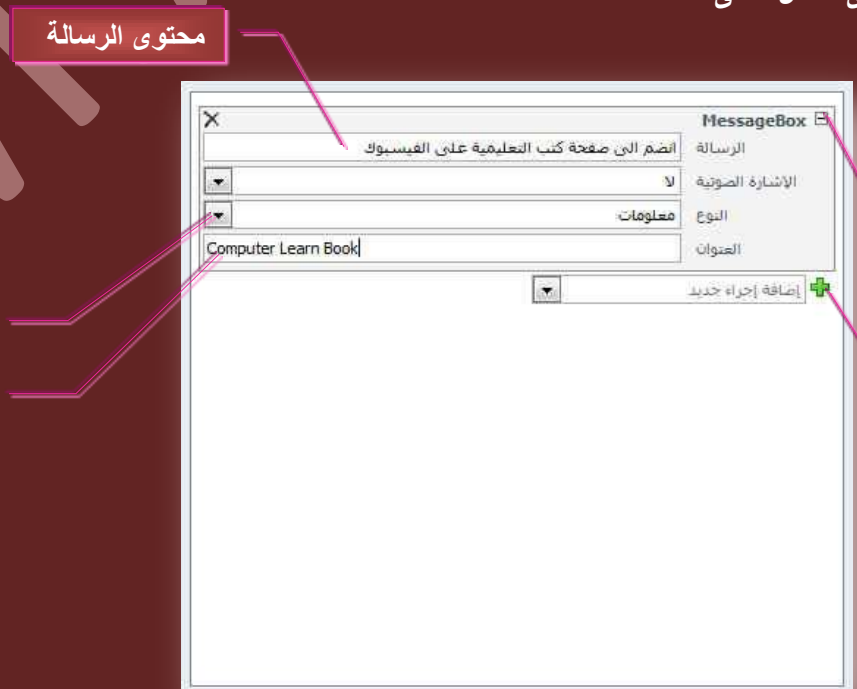 محتوى الرسالة
MessageBox
الرسالة انضم الى صفحة كتب التعليمية على الفيسبوك
الإشارة الصوتية لا
النوع معلومات
العنوان Computer Learn Book
إضافة إجراء جديد